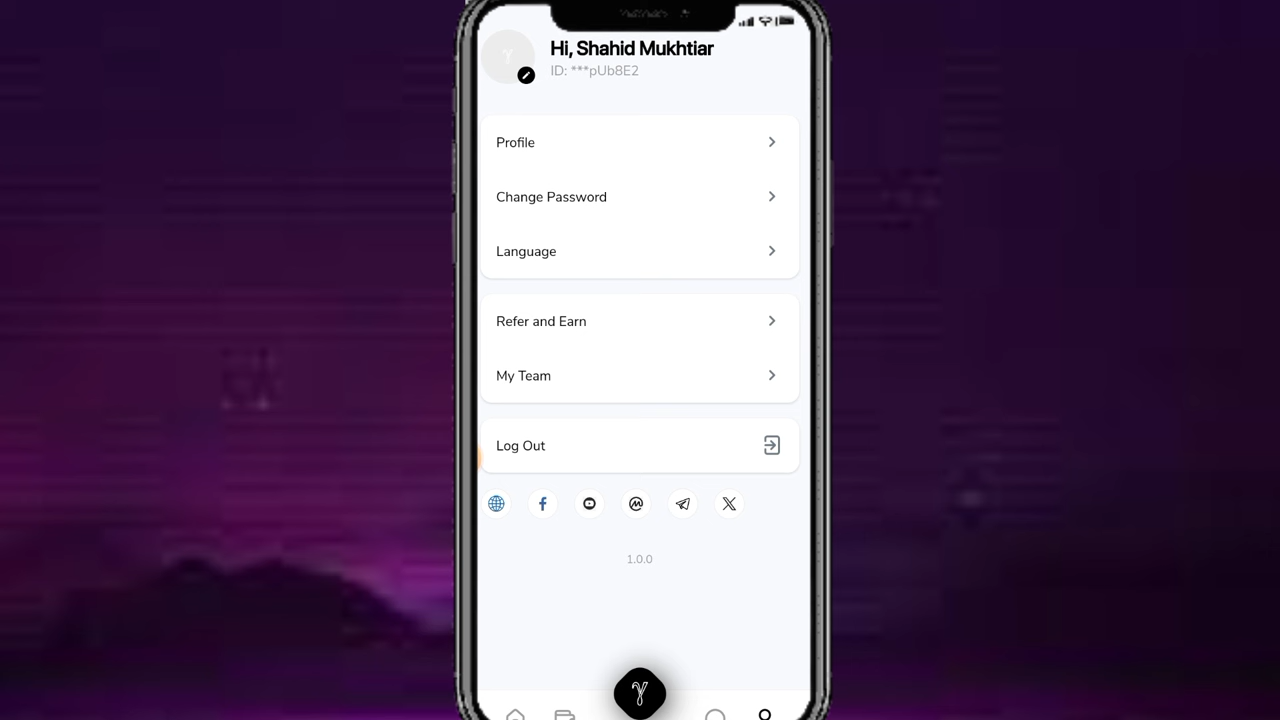 Hi, Shahid Mukhtiar
ID: ***pUb8E2
Profile
Change Password
Language
Refer and Earn
My Team
Log Out
1.0.0